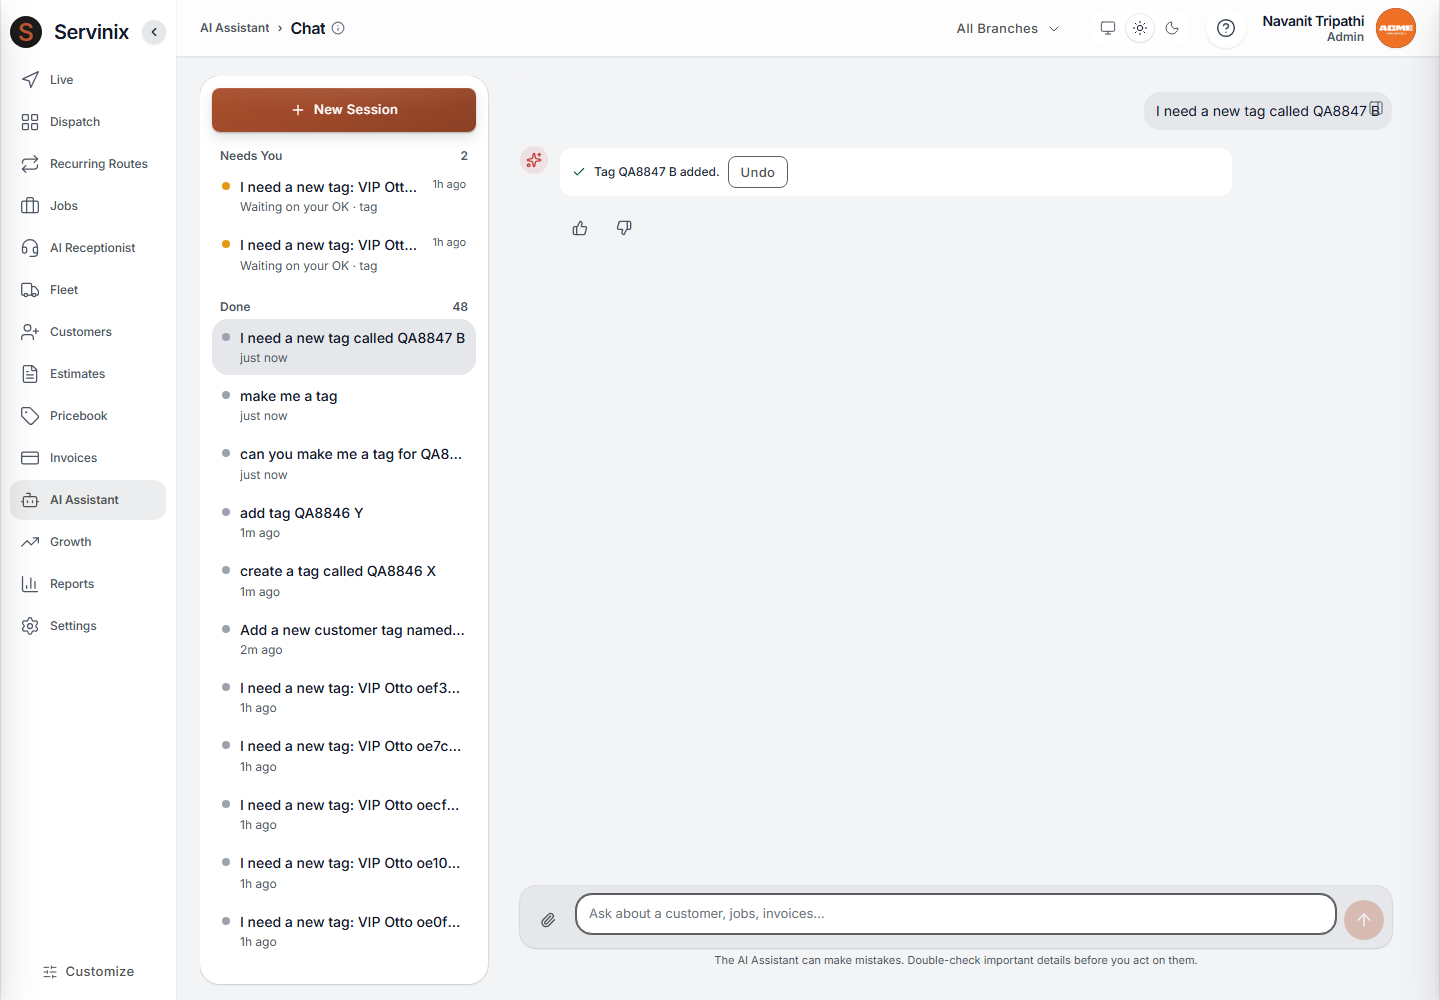 S
Servinix
Live
Dispatch
Recurring Routes
Jobs
AI Receptionist
Fleet
Customers
Estimates
Pricebook
Invoices
AI Assistant
Growth
Reports
Settings
Customize
AI Assistant › Chat
All Branches
Navanit Tripathi
Admin
ACME
New Session
Needs You 2
I need a new tag: VIP Ott... 1h ago
Waiting on your OK · tag
I need a new tag: VIP Ott... 1h ago
Waiting on your OK · tag
Done 48
I need a new tag called QA8847 B
just now
make me a tag
just now
can you make me a tag for QA8...
just now
add tag QA8846 Y
1m ago
create a tag called QA8846 X
1m ago
Add a new customer tag named...
2m ago
I need a new tag: VIP Otto oef3...
1h ago
I need a new tag: VIP Otto oe7c...
1h ago
I need a new tag: VIP Otto oecf...
1h ago
I need a new tag: VIP Otto oe10...
1h ago
I need a new tag: VIP Otto oe0f...
1h ago
I need a new tag called QA8847 B
Tag QA8847 B added. Undo
Ask about a customer, jobs, invoices...
The AI Assistant can make mistakes. Double-check important details before you act on them.